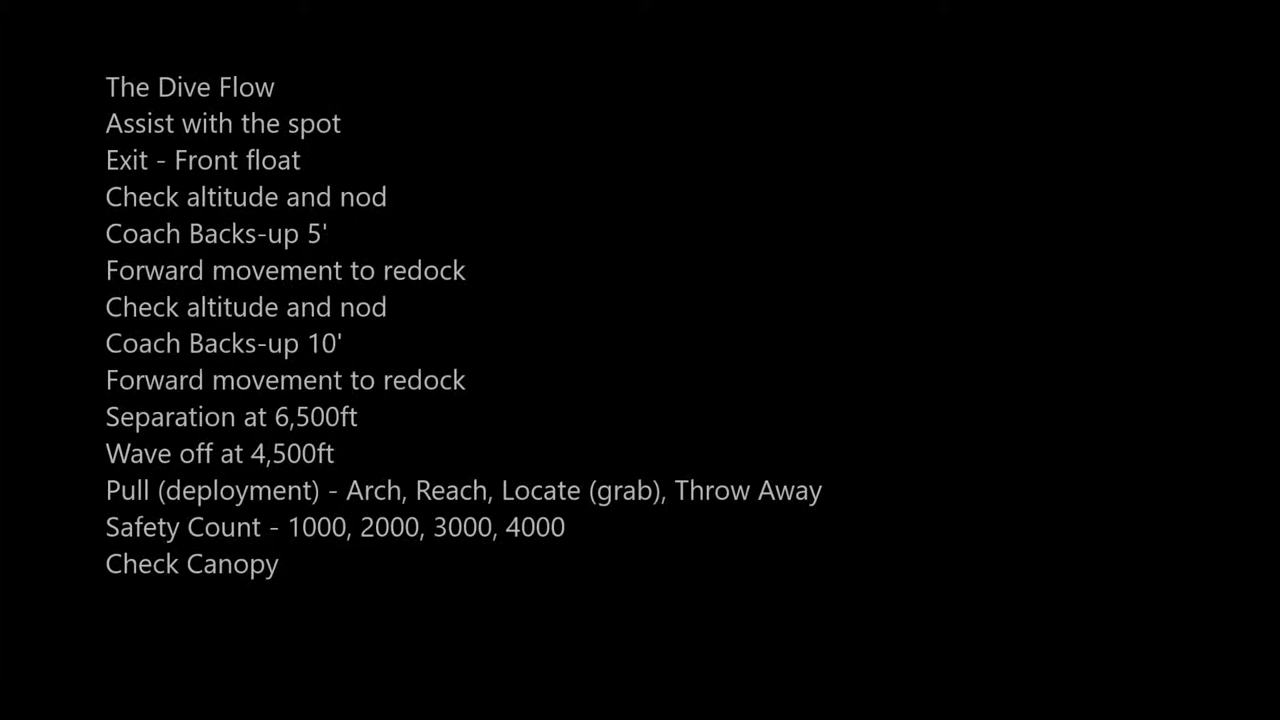 The Dive Flow
Assist with the spot
Exit - Front float
Check altitude and nod
Coach Backs-up 5'
Forward movement to redock
Check altitude and nod
Coach Backs-up 10'
Forward movement to redock
Separation at 6,500ft
Wave off at 4,500ft
Pull (deployment) - Arch, Reach, Locate (grab), Throw Away
Safety Count - 1000, 2000, 3000, 4000
Check Canopy